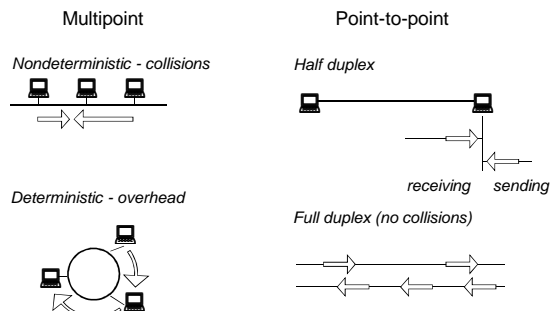 Multipoint
Nondeterministic - collisions
Deterministic - overhead
Point-to-point
Half duplex
receiving sending
Full duplex (no collisions)